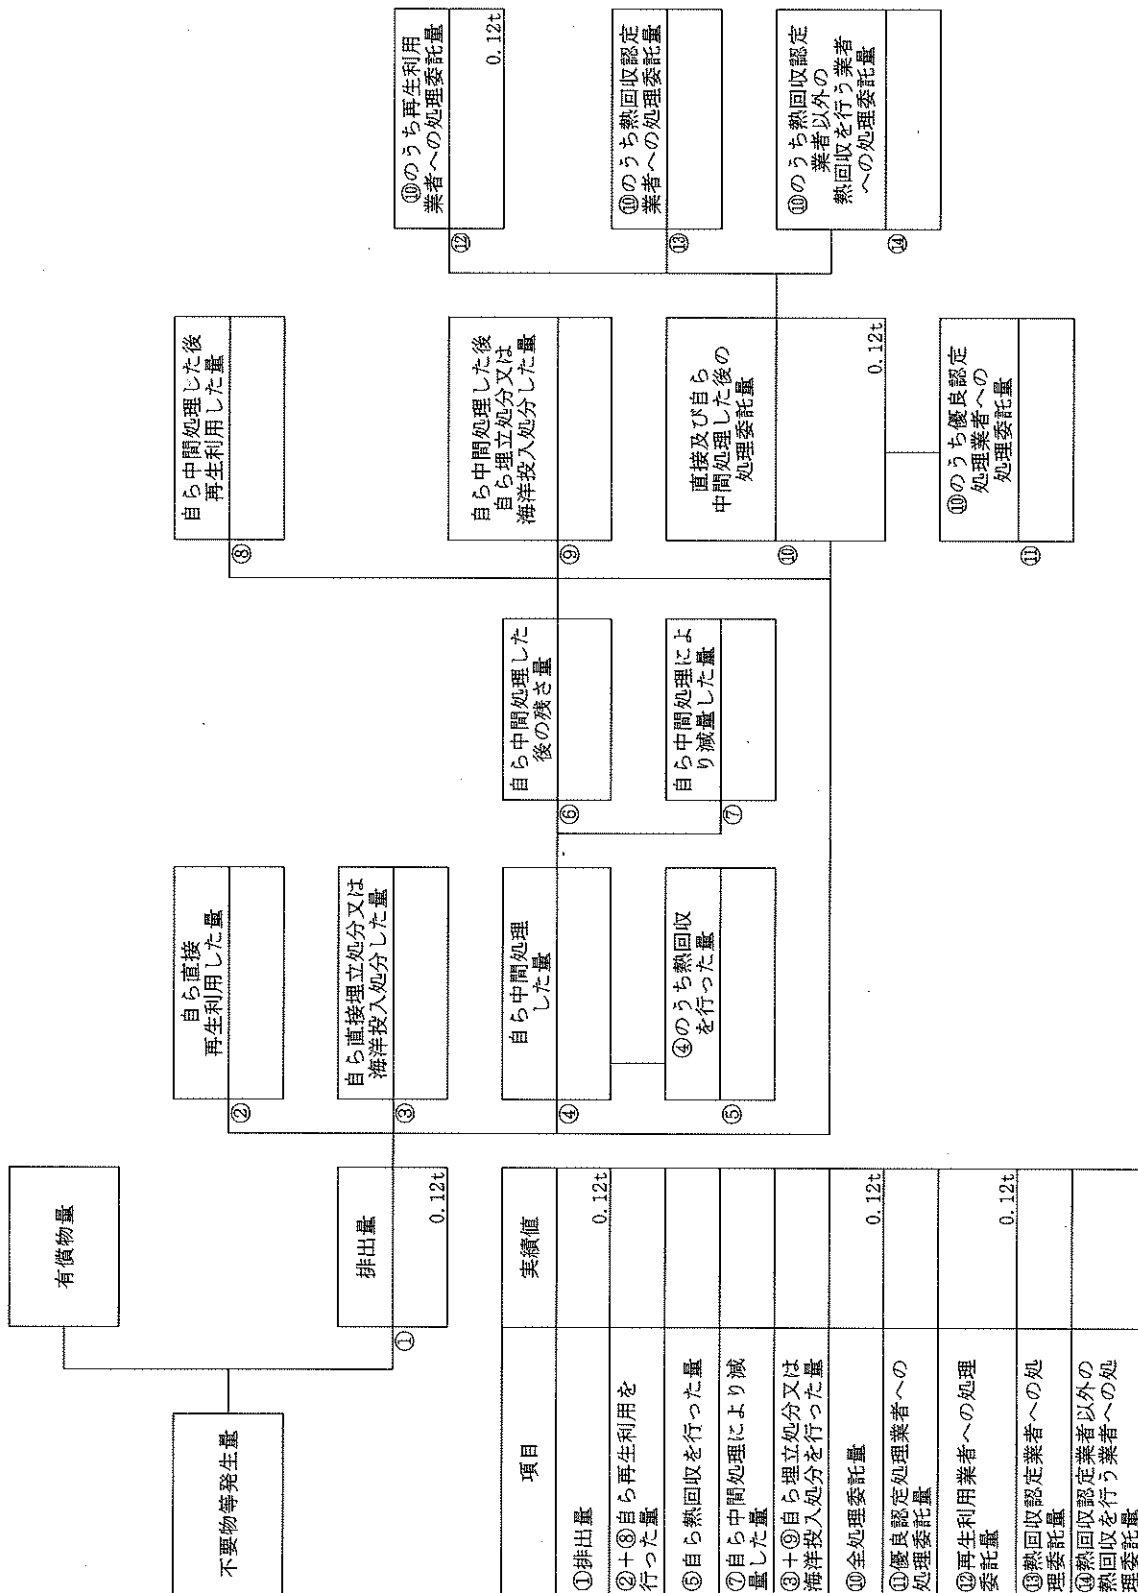 不要物等発生量
有償物量
排出量
①
0.12t
自ら直接
再生利用した量
②
自ら直接埋立処分又は
海洋投入処分した量
③
自ら中間処理
した量
④
④のうち熱回収
を行った量
⑤
自ら中間処理した
後の残さ量
⑥
自ら中間処理によ
り減量した量
⑦
自ら中間処理した後
再生利用した量
⑧
自ら中間処理した後
自ら埋立処分又は
海洋投入処分した量
⑨
直接及び自ら
中間処理した後の
処理委託量
⑩
0.12t
⑩のうち優良認定
処理業者への
処理委託量
⑪
⑩のうち再生利用
業者への処理委託量
⑫
0.12t
⑩のうち熱回収認定
業者への処理委託量
⑬
⑩のうち熱回収認定
業者以外の
熱回収を行う業者
への処理委託量
⑭
項目 実績値
①排出量 0.12t
②+⑧自ら再生利用を
行った量
⑤自ら熱回収を行った量
⑦自ら中間処理により減
量した量
③+⑨自ら埋立処分又は
海洋投入処分を行った量
⑩全処理委託量 0.12t
⑪優良認定処理業者への
処理委託量
⑫再生利用業者への処理
委託量 0.12t
⑬熱回収認定業者への処
理委託量
⑭熱回収認定業者以外の
熱回収を行う業者への処
理委託量